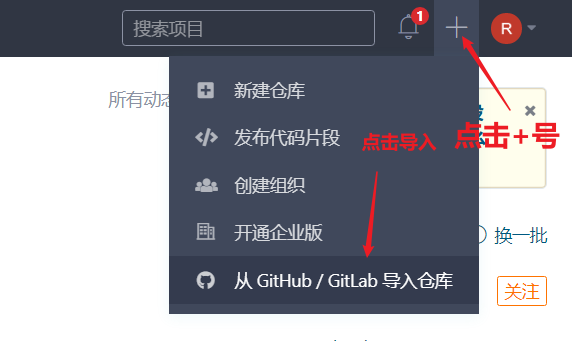 搜索项目
1
R
所有动态
新建仓库
发布代码片段
点击导入
点击+号
创建组织
开通企业版
换一批
从 GitHub / GitLab 导入仓库
关注